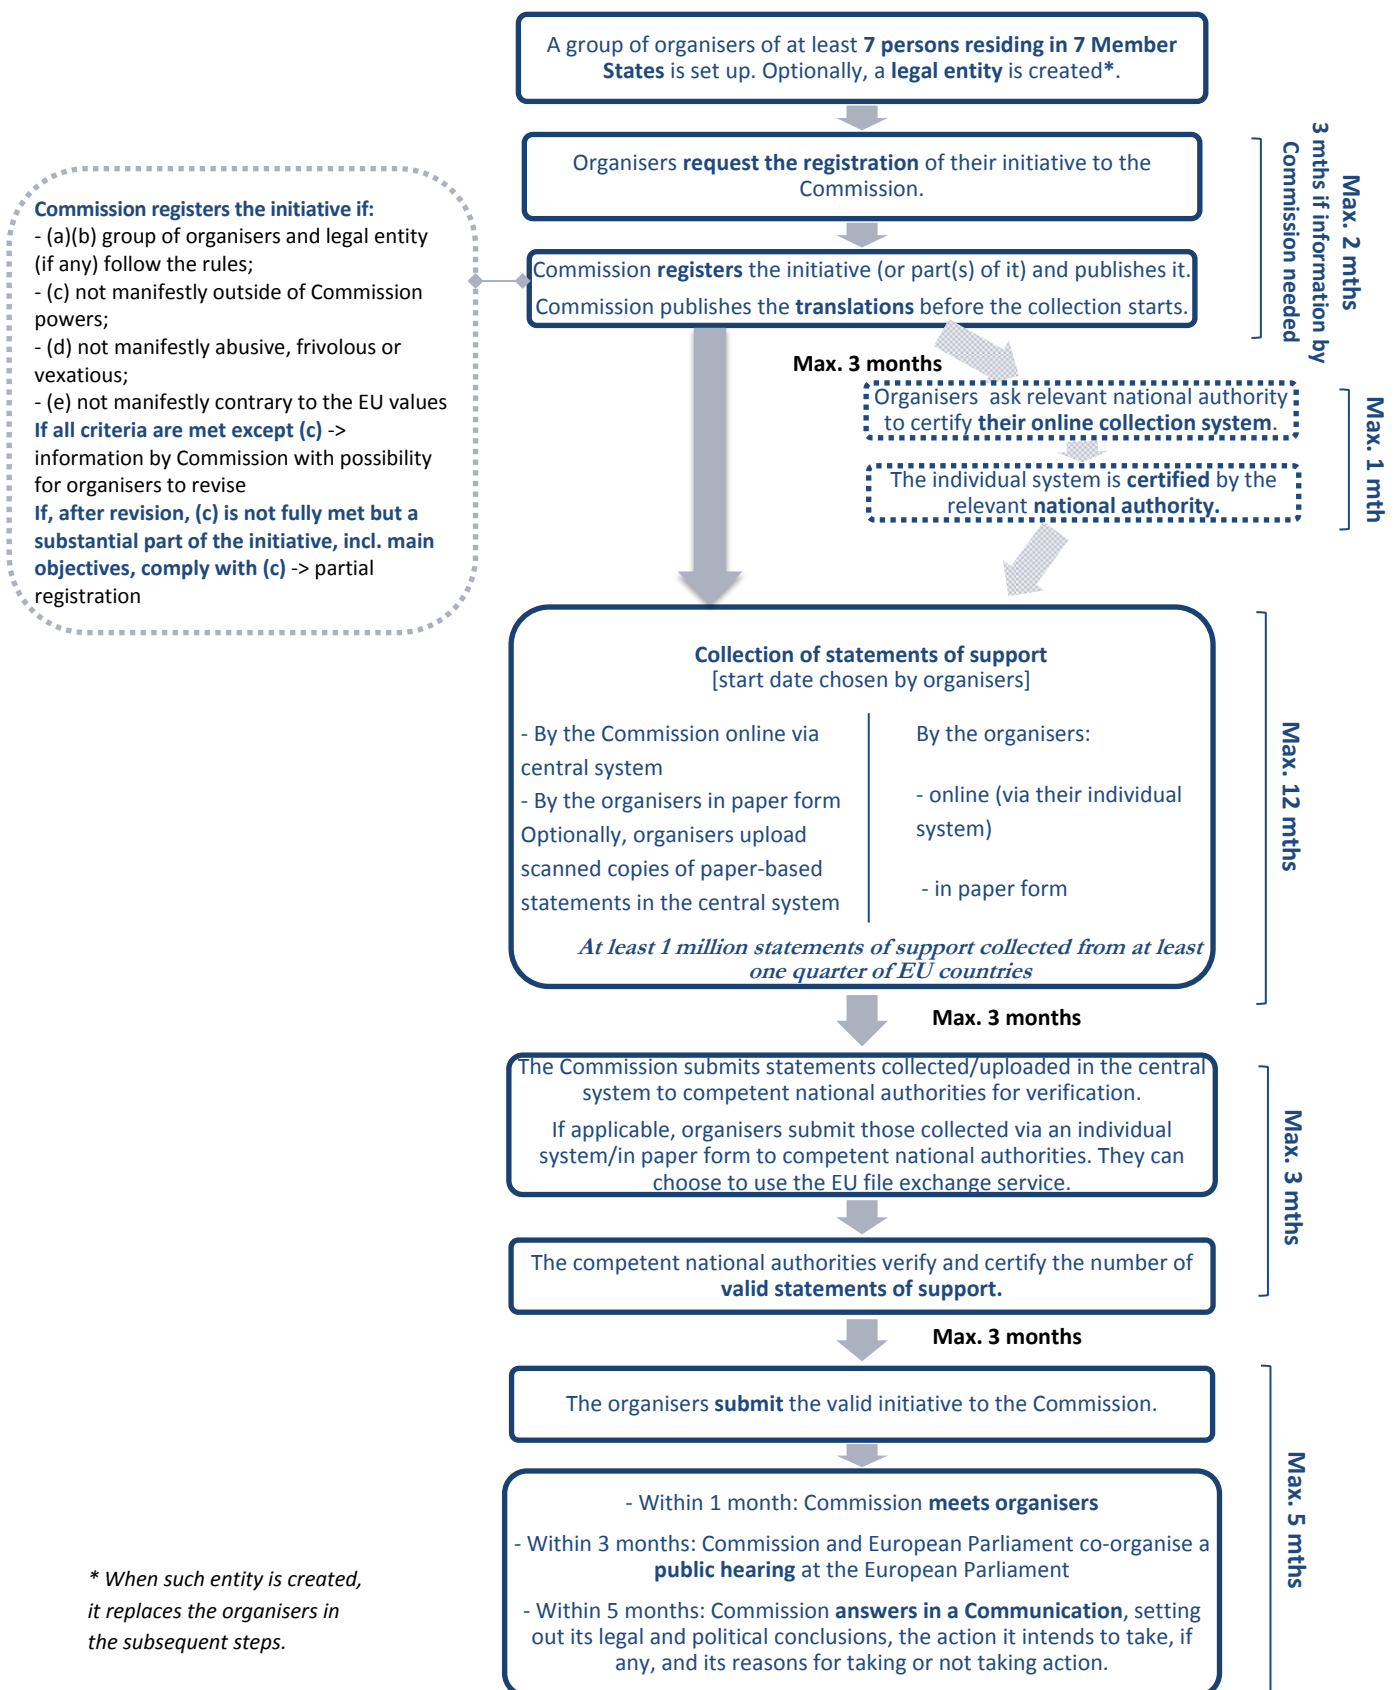 A group of organisers of at least 7 persons residing in 7 Member
States is set up. Optionally, a legal entity is created*.
Organisers request the registration of their initiative to the
Commission.
Max. 2 mths
3 mths if information by
Commission needed
Commission registers the initiative if:
- (a)(b) group of organisers and legal entity
(if any) follow the rules;
- (c) not manifestly outside of Commission
powers;
- (d) not manifestly abusive, frivolous or
vexatious;
- (e) not manifestly contrary to the EU values
If all criteria are met except (c) ->
information by Commission with possibility
for organisers to revise
If, after revision, (c) is not fully met but a
substantial part of the initiative, incl. main
objectives, comply with (c) -> partial
registration
Commission registers the initiative (or part(s) of it) and publishes it.
Commission publishes the translations before the collection starts.
Max. 3 months
Organisers ask relevant national authority
to certify their online collection system.
The individual system is certified by the
relevant national authority.
Max. 1 mth
Collection of statements of support
[start date chosen by organisers]
- By the Commission online via
central system
- By the organisers in paper form
Optionally, organisers upload
scanned copies of paper-based
statements in the central system
By the organisers:
- online (via their individual
system)
- in paper form
At least 1 million statements of support collected from at least
one quarter of EU countries
Max. 12 mths
Max. 3 months
The Commission submits statements collected/uploaded in the central
system to competent national authorities for verification.
If applicable, organisers submit those collected via an individual
system/in paper form to competent national authorities. They can
choose to use the EU file exchange service.
Max. 3 mths
The competent national authorities verify and certify the number of
valid statements of support.
Max. 3 months
The organisers submit the valid initiative to the Commission.
- Within 1 month: Commission meets organisers
- Within 3 months: Commission and European Parliament co-organise a
public hearing at the European Parliament
- Within 5 months: Commission answers in a Communication, setting
out its legal and political conclusions, the action it intends to take, if
any, and its reasons for taking or not taking action.
Max. 5 mths
* When such entity is created,
it replaces the organisers in
the subsequent steps.